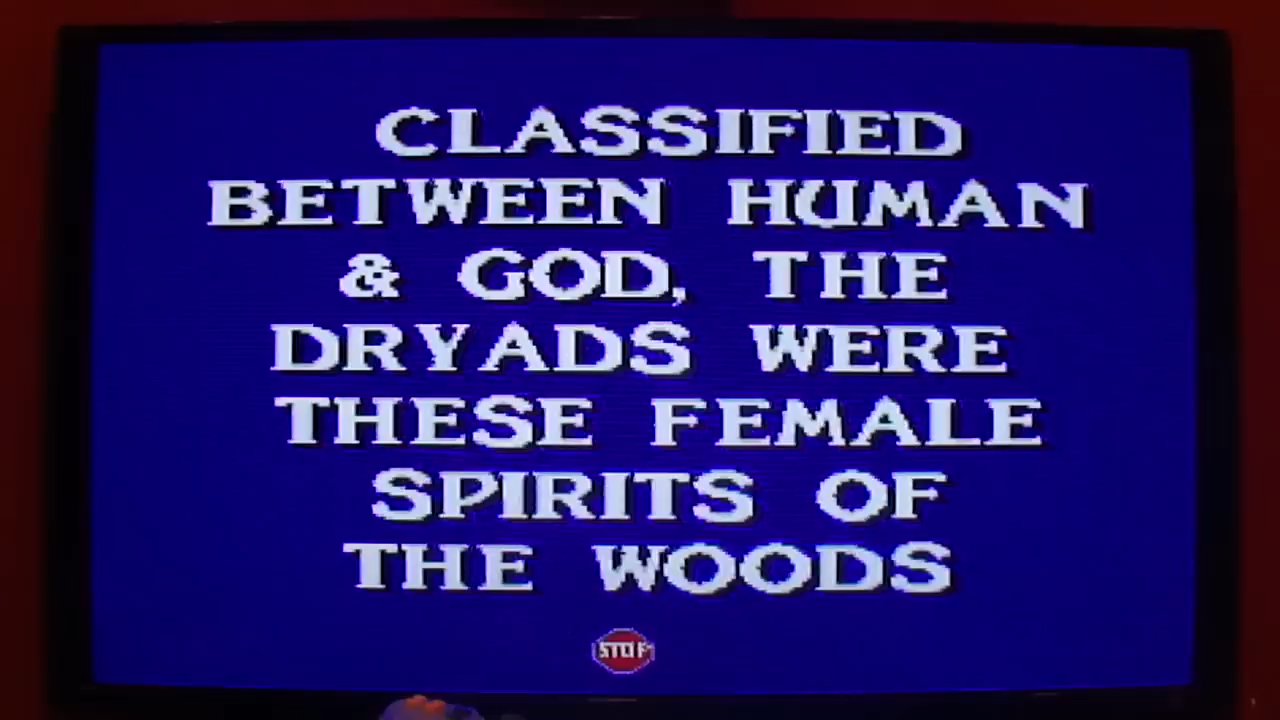 CLASSIFIED
BETWEEN HUMAN
& GOD, THE
DRYADS WERE
THESE FEMALE
SPIRITS OF
THE WOODS
STOP